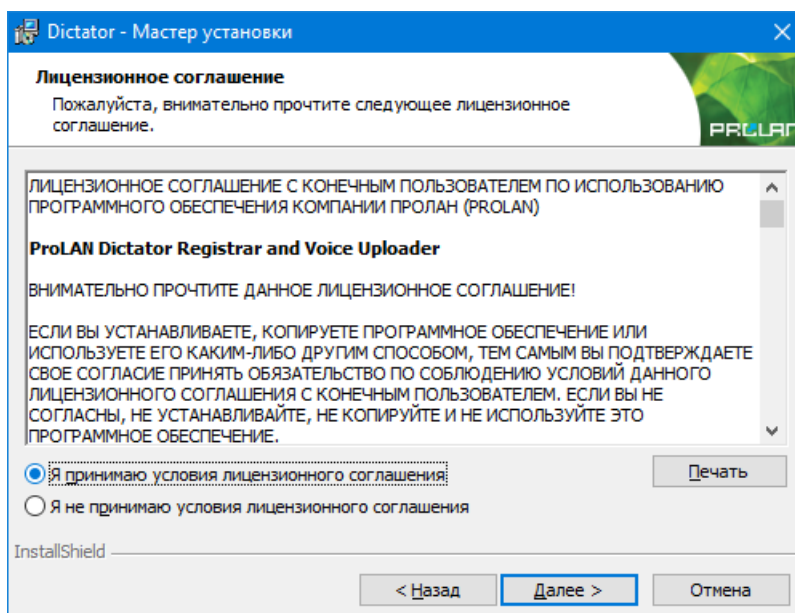 Dictator - Мастер установки
Лицензионное соглашение
Пожалуйста, внимательно прочтите следующее лицензионное
соглашение.
PROLAN
ЛИЦЕНЗИОННОЕ СОГЛАШЕНИЕ С КОНЕЧНЫМ ПОЛЬЗОВАТЕЛЕМ ПО ИСПОЛЬЗОВАНИЮ
ПРОГРАММНОГО ОБЕСПЕЧЕНИЯ КОМПАНИИ ПРОЛАН (PROLAN)
ProLAN Dictator Registrar and Voice Uploader
ВНИМАТЕЛЬНО ПРОЧТИТЕ ДАННОЕ ЛИЦЕНЗИОННОЕ СОГЛАШЕНИЕ!
ЕСЛИ ВЫ УСТАНАВЛИВАЕТЕ, КОПИРУЕТЕ ПРОГРАММНОЕ ОБЕСПЕЧЕНИЕ ИЛИ
ИСПОЛЬЗУЕТЕ ЕГО КАКИМ-ЛИБО ДРУГИМ СПОСОБОМ, ТЕМ САМЫМ ВЫ ПОДТВЕРЖДАЕТЕ
СВОЕ СОГЛАСИЕ ПРИНЯТЬ ОБЯЗАТЕЛЬСТВО ПО СОБЛЮДЕНИЮ УСЛОВИЙ ДАННОГО
ЛИЦЕНЗИОННОГО СОГЛАШЕНИЯ С КОНЕЧНЫМ ПОЛЬЗОВАТЕЛЕМ. ЕСЛИ ВЫ НЕ
СОГЛАСНЫ, НЕ УСТАНАВЛИВАЙТЕ, НЕ КОПИРУЙТЕ И НЕ ИСПОЛЬЗУЙТЕ ЭТО
ПРОГРАММНОЕ ОБЕСПЕЧЕНИЕ.
Я принимаю условия лицензионного соглашения
Печать
Я не принимаю условия лицензионного соглашения
InstallShield
< Назад
Далее >
Отмена